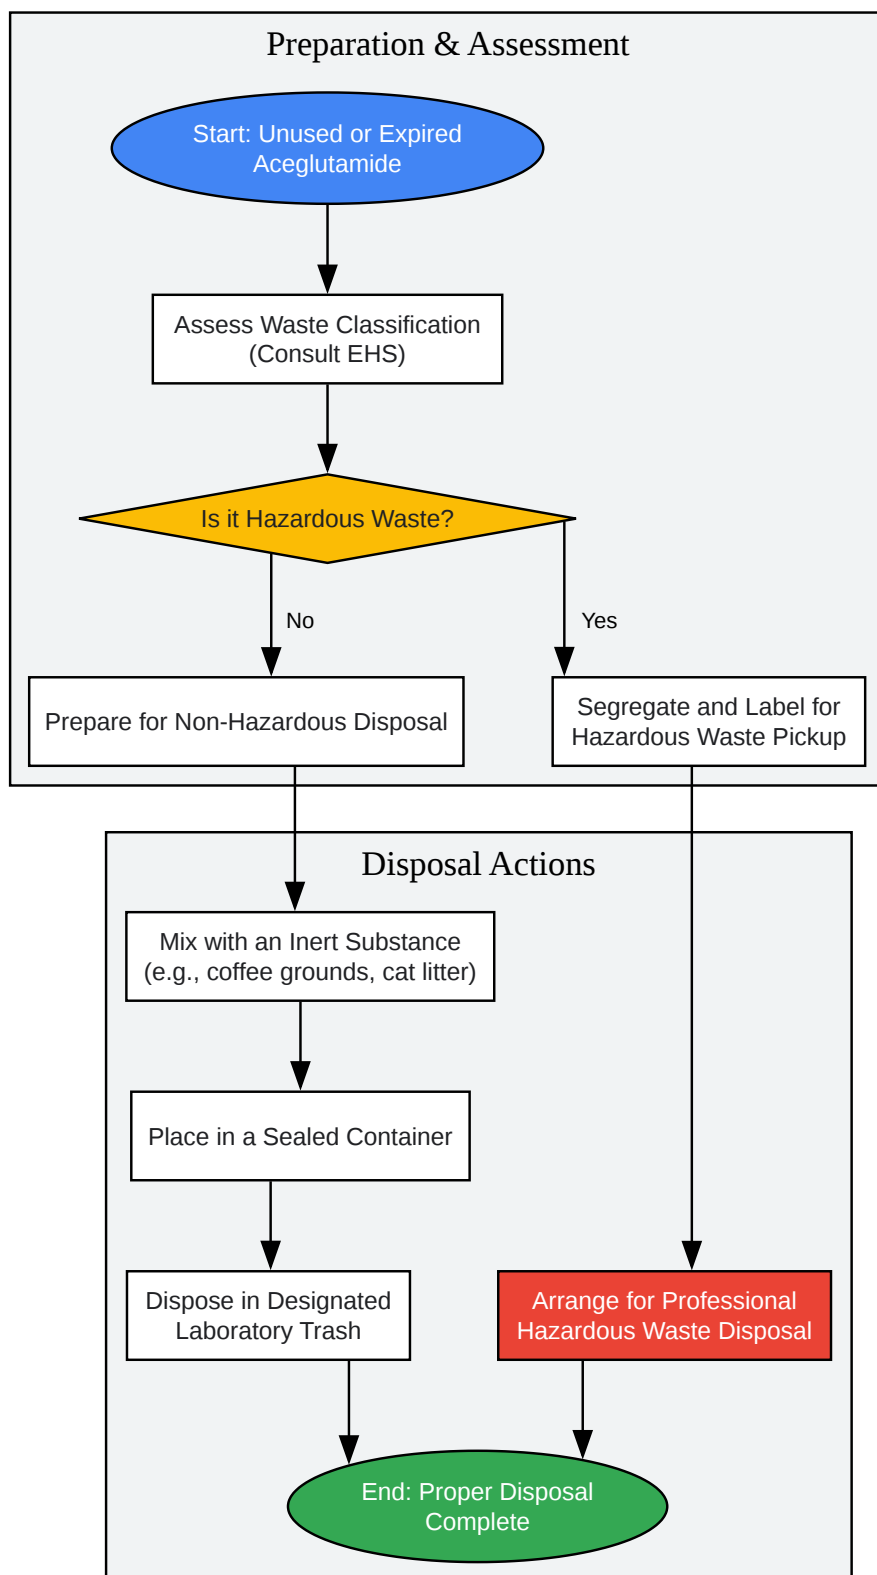 Preparation & Assessment
Start: Unused or Expired
Aceglutamide
Assess Waste Classification
(Consult EHS)
Is it Hazardous Waste?
No
Yes
Prepare for Non-Hazardous Disposal
Segregate and Label for
Hazardous Waste Pickup
Disposal Actions
Mix with an Inert Substance
(e.g., coffee grounds, cat litter)
Place in a Sealed Container
Dispose in Designated
Laboratory Trash
Arrange for Professional
Hazardous Waste Disposal
End: Proper Disposal
Complete